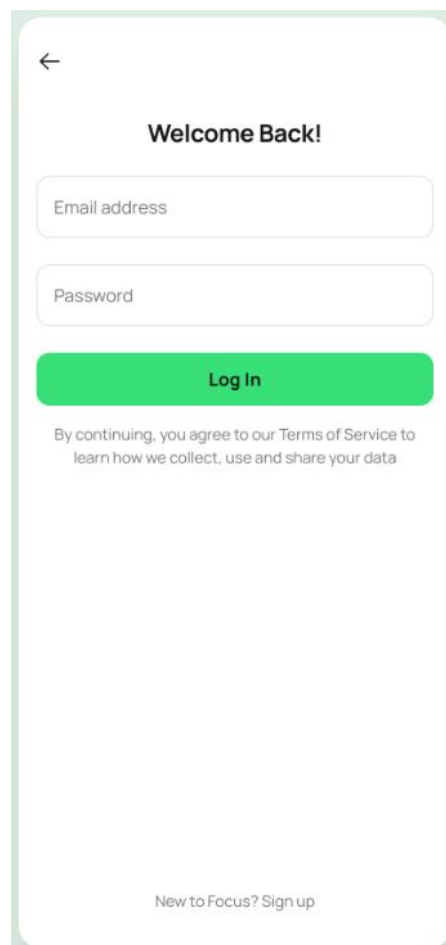 Welcome Back!
Email address
Password
Log In
By continuing, you agree to our Terms of Service to
learn how we collect, use and share your data
New to Focus? Sign up